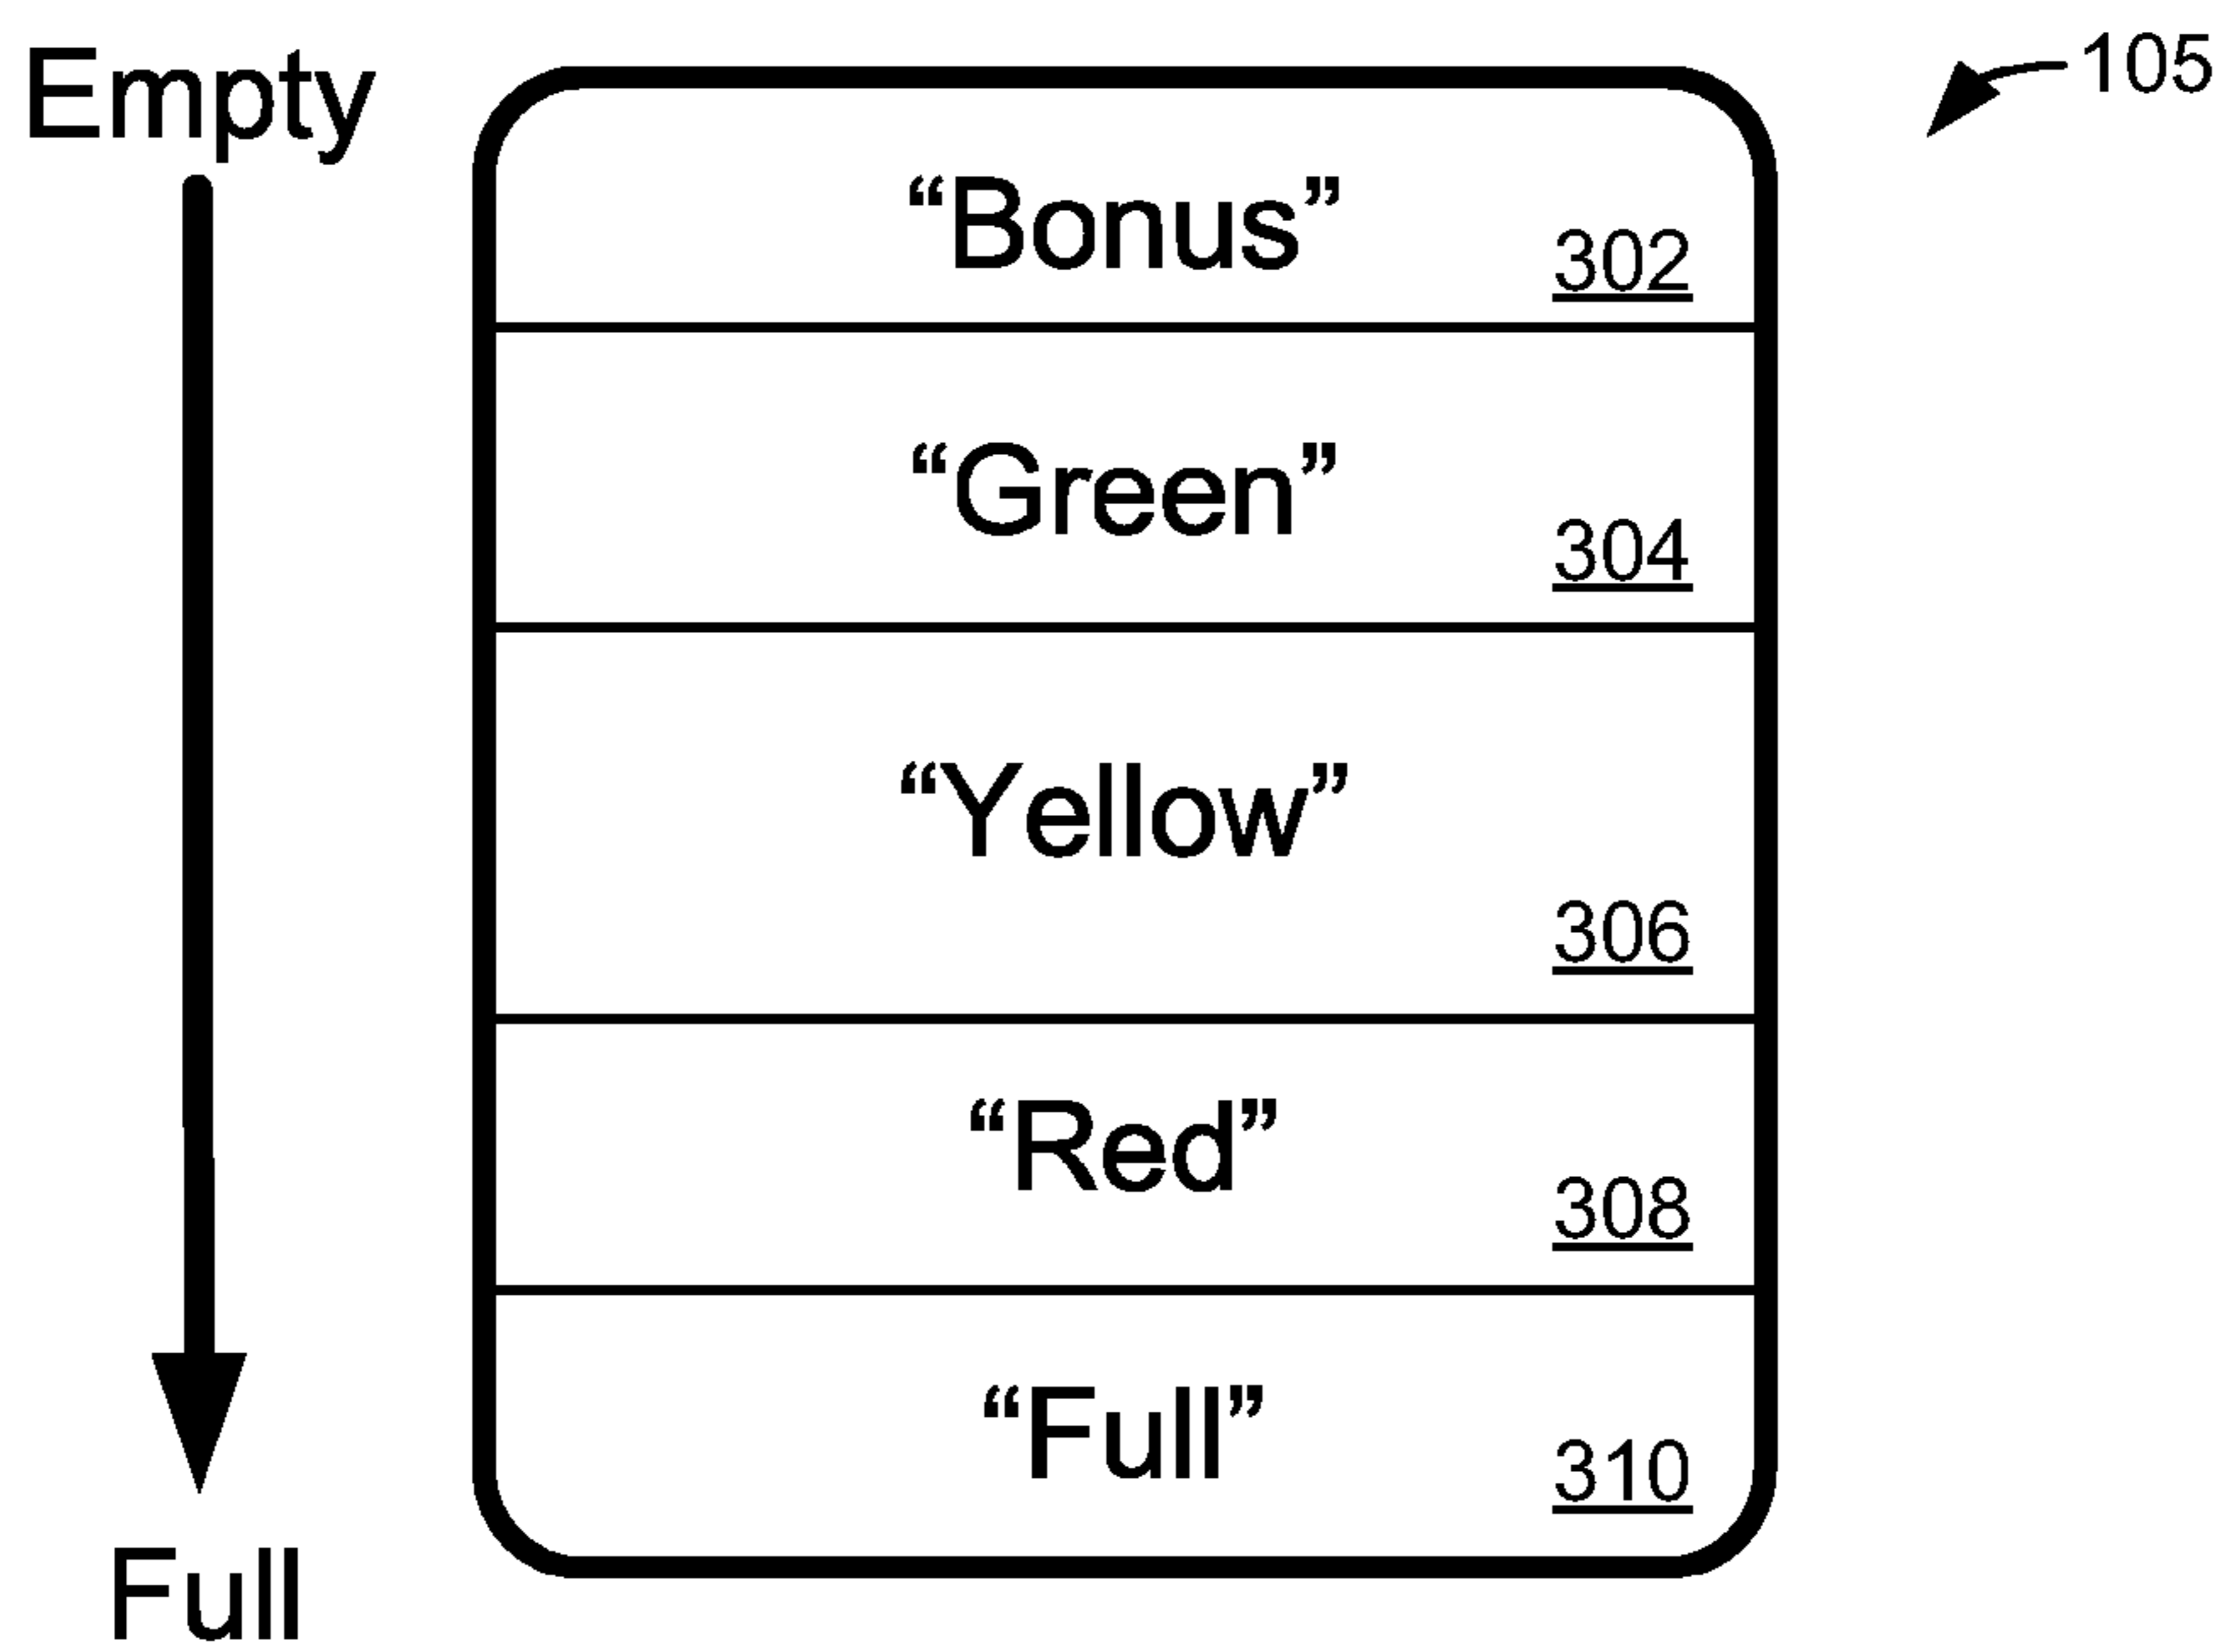 Empty
105
“Bonus”
302
“Green”
304
“Yellow”
306
“Red”
308
“Full”
310
Full